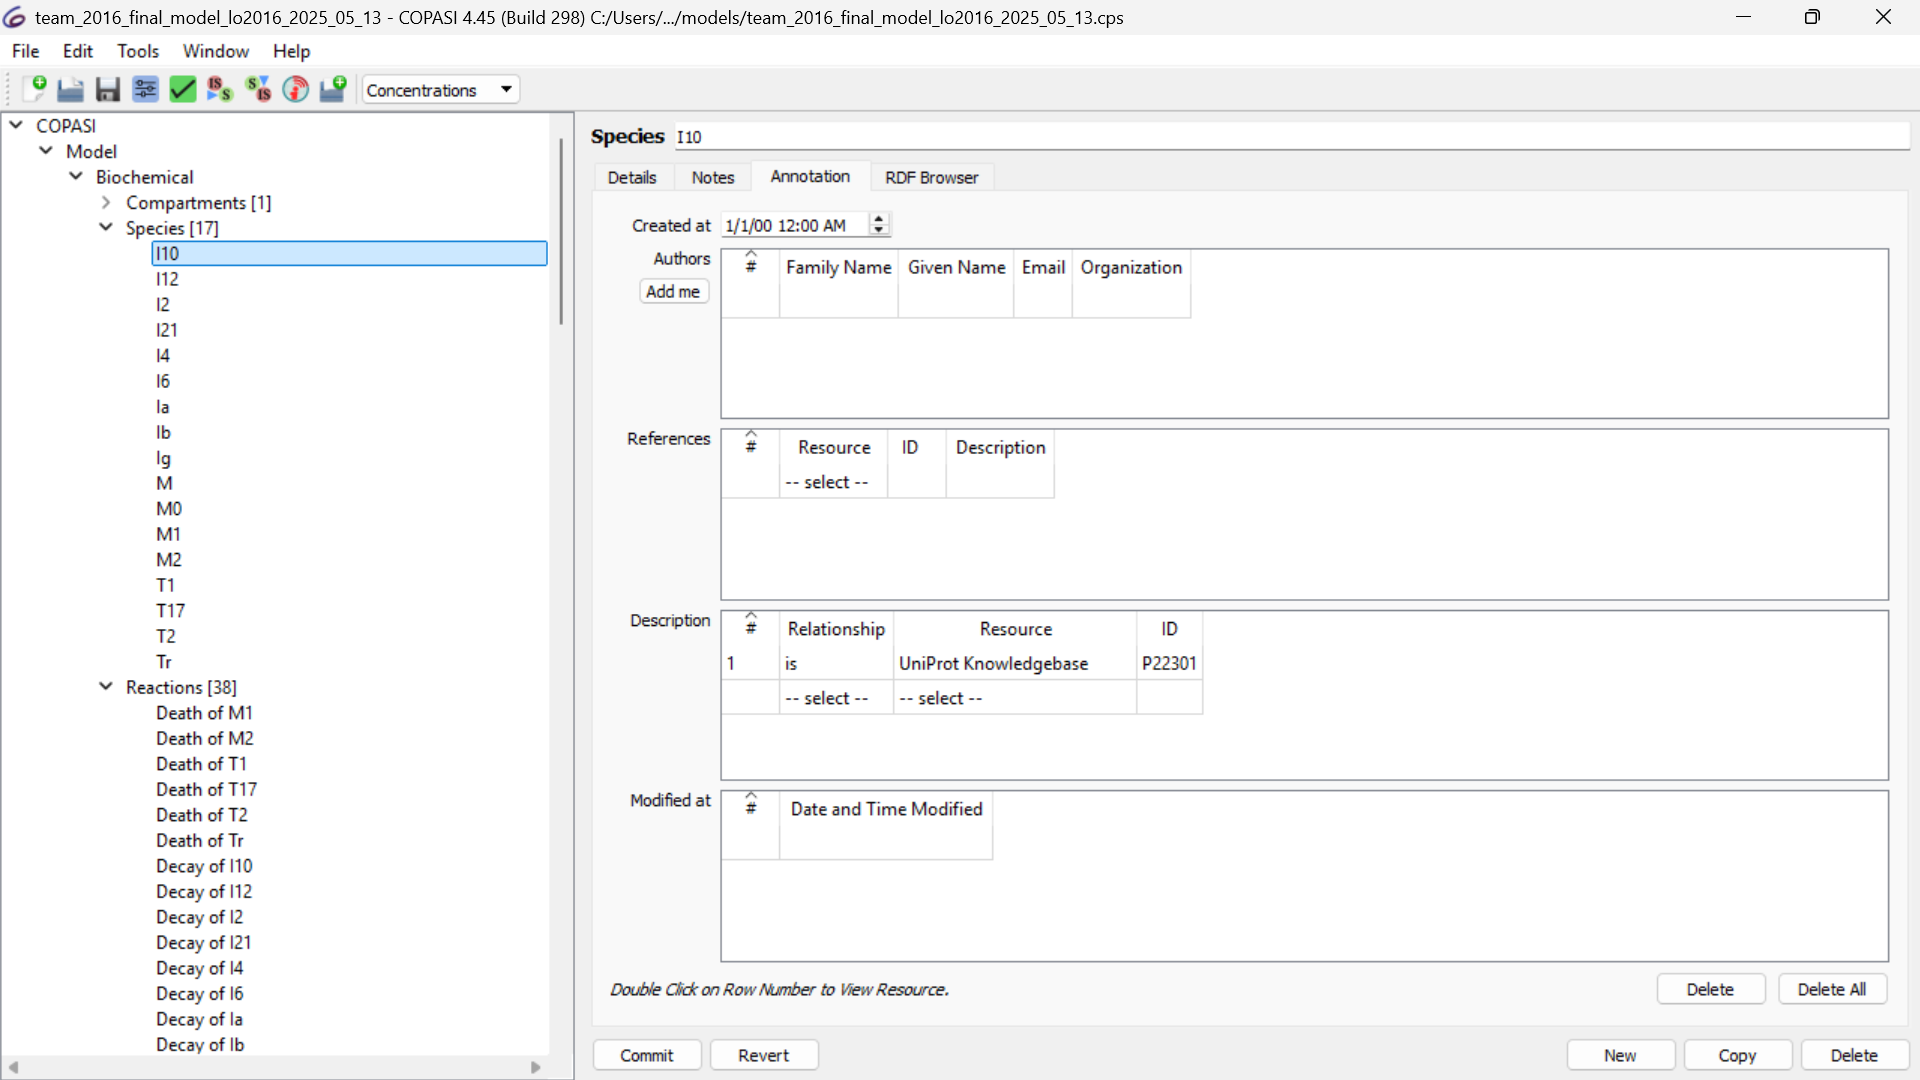 team_2016_final_model_lo2016_2025_05_13 - COPASI 4.45 (Build 298) C:/Users/.../models/team_2016_final_model_lo2016_2025_05_13.cps
File Edit Tools Window Help
Concentrations
COPASI
Model
Biochemical
Compartments [1]
Species [17]
I10
I12
I2
I21
I4
I6
Ia
Ib
Ig
M
M0
M1
M2
T1
T17
T2
Tr
Reactions [38]
Death of M1
Death of M2
Death of T1
Death of T17
Death of T2
Death of Tr
Decay of I10
Decay of I12
Decay of I2
Decay of I21
Decay of I4
Decay of I6
Decay of Ia
Decay of Ib
Species I10
Details Notes Annotation RDF Browser
Created at 1/1/00 12:00 AM
Authors # Family Name Given Name Email Organization
Add me
References # Resource ID Description
-- select --
Description # Relationship Resource ID
1 is UniProt Knowledgebase P22301
-- select -- -- select --
Modified at # Date and Time Modified
Double Click on Row Number to View Resource. Delete Delete All
Commit Revert New Copy Delete